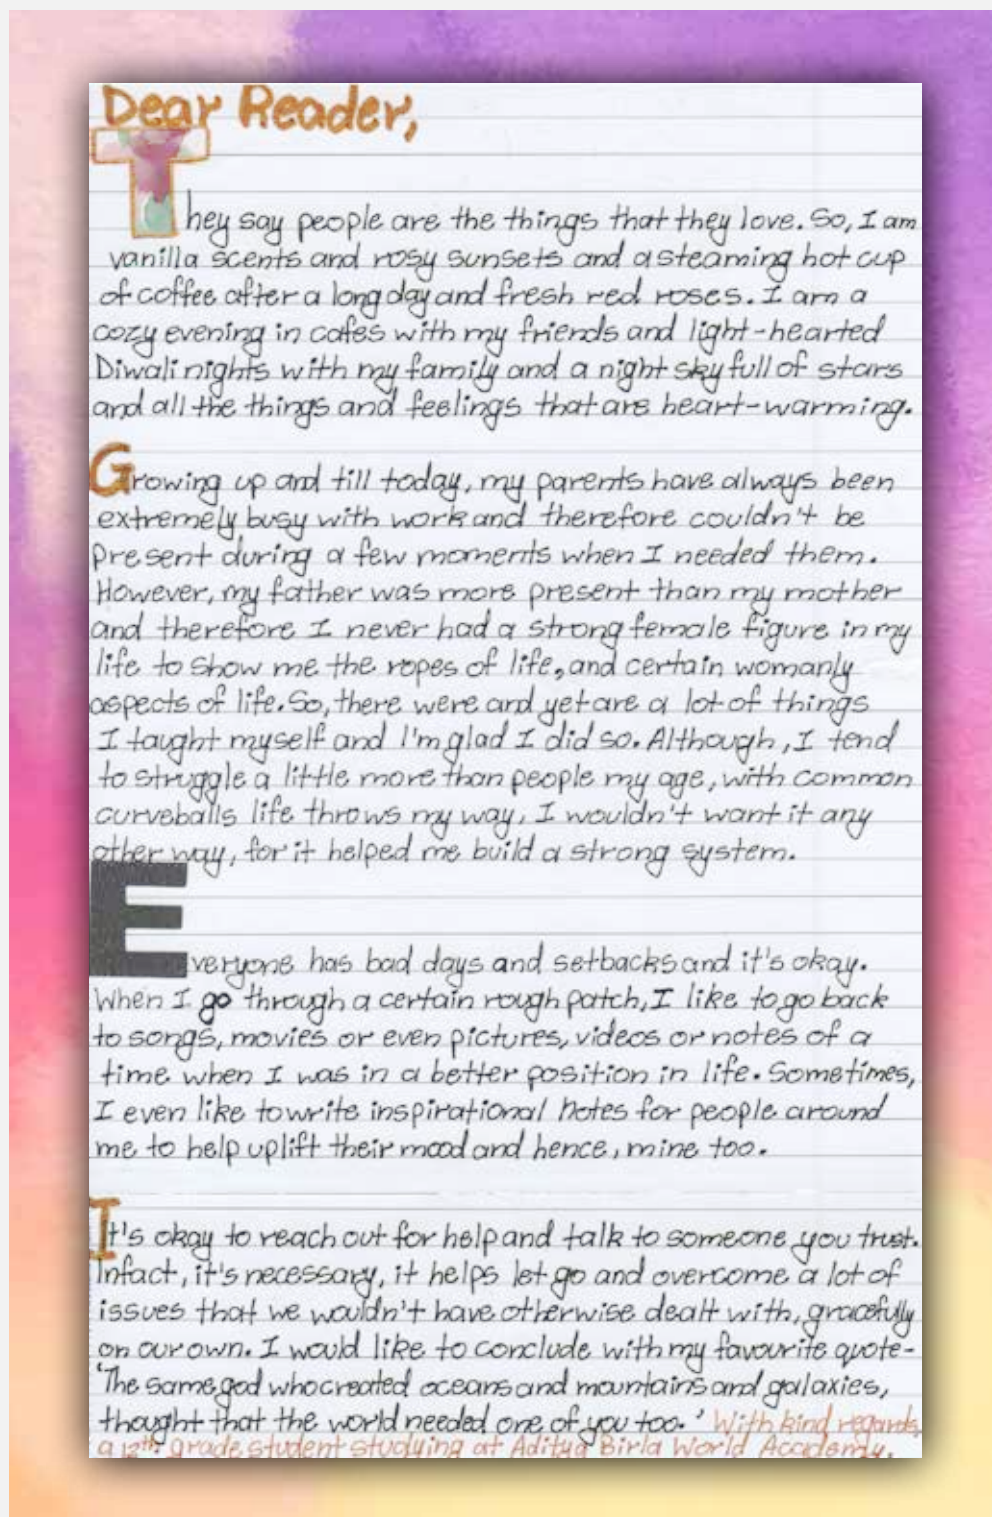 Dear Reader,
They say people are the things that they love. So, I am
vanilla scents and rosy sunsets and a steaming hot cup
of coffee after a long day and fresh red roses. I am a
cozy evening in cafes with my friends and light-hearted
Diwali nights with my family and a night sky full of stars
and all the things and feelings that are heart-warming.
Growing up and till today, my parents have always been
extremely busy with work and therefore couldn't be
present during a few moments when I needed them.
However, my father was more present than my mother
and therefore I never had a strong female figure in my
life to show me the ropes of life, and certain womanly
aspects of life. So, there were and yet are a lot of things
I taught myself and I'm glad I did so. Although, I tend
to struggle a little more than people my age, with common
curveballs life throws my way, I wouldn't want it any
other way, for it helped me build a strong system.
Everyone has bad days and setbacks and it's okay.
When I go through a certain rough patch, I like to go back
to songs, movies or even pictures, videos or notes of a
time when I was in a better position in life. Sometimes,
I even like to write inspirational notes for people around
me to help uplift their mood and hence, mine too.
It's okay to reach out for help and talk to someone you trust.
Infact, it's necessary, it helps let go and overcome a lot of
issues that we wouldn't have otherwise dealt with, gracefully
on our own. I would like to conclude with my favourite quote-
'The same god who created oceans and mountains and galaxies,
thought that the world needed one of you too.' With kind regards,
a 12th grade student studying at Aditya Birla World Academy.